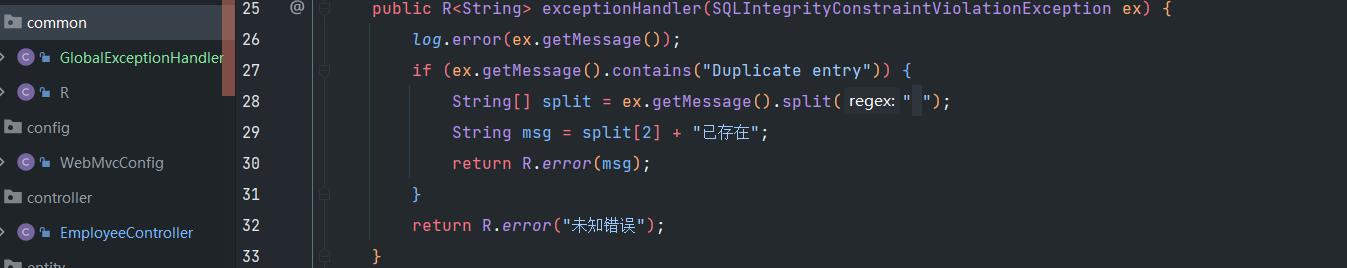 common
GlobalExceptionHandler
R
config
WebMvcConfig
controller
EmployeeController
entity
25 @ public R<String> exceptionHandler(SQLIntegrityConstraintViolationException ex) {
26 log.error(ex.getMessage());
27 if (ex.getMessage().contains("Duplicate entry")) {
28 String[] split = ex.getMessage().split( regex: " ");
29 String msg = split[2] + "已存在";
30 return R.error(msg);
31 }
32 return R.error("未知错误");
33 }